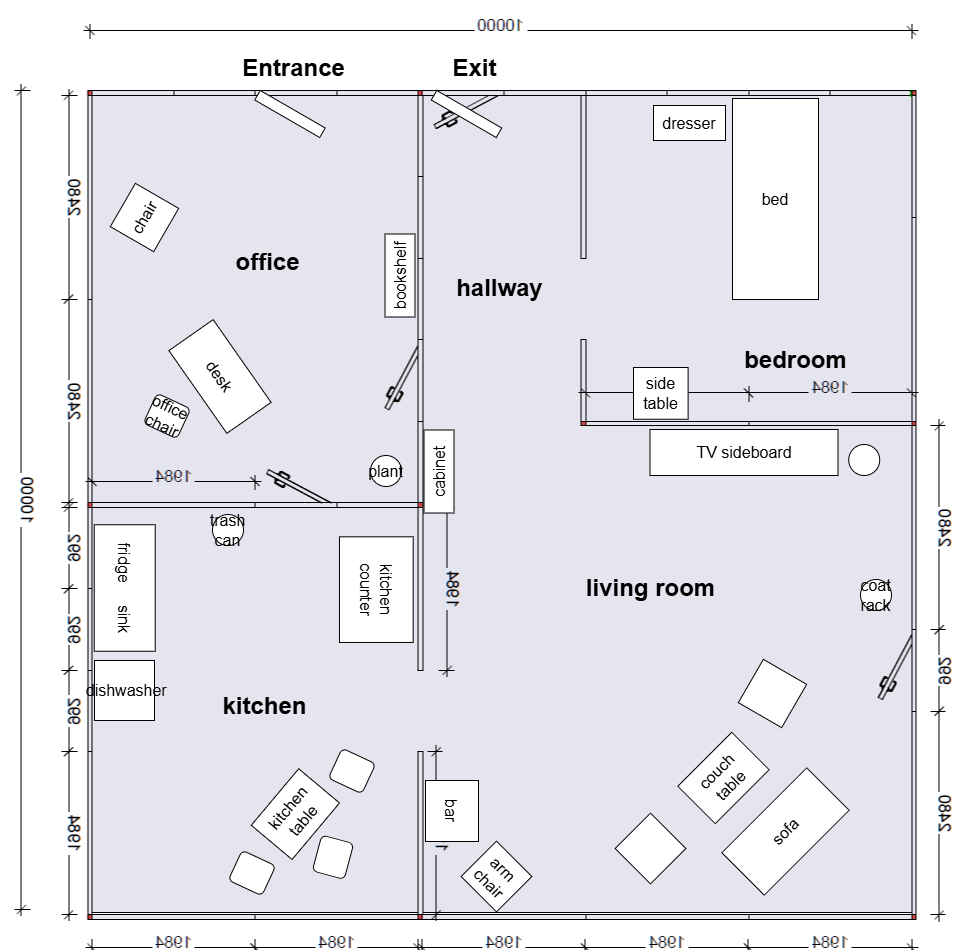 10000
Entrance
Exit
dresser
bed
2480
chair
office
bookshelf
hallway
bedroom
1984
side
table
desk
2480
office
chair
plant
cabinet
TV sideboard
1984
10000
trash
can
992
fridge
sink
kitchen
counter
1984
living room
coat
rack
2480
992
992
992
dishwasher
kitchen
couch
table
kitchen
table
bar
sofa
arm
chair
1984
2480
1984
1984
1984
1984
1984